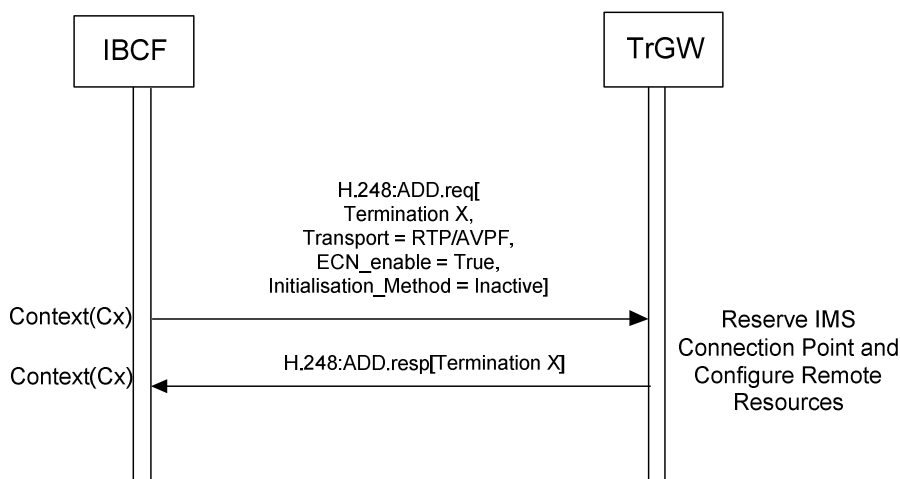 IBCF
TrGW
H.248:ADD.req[
Termination X,
Transport = RTP/AVPF,
ECN_enable = True,
Initialisation_Method = Inactive]
Context(Cx)
Reserve IMS
Connection Point and
Configure Remote
Resources
H.248:ADD.resp[Termination X]
Context(Cx)